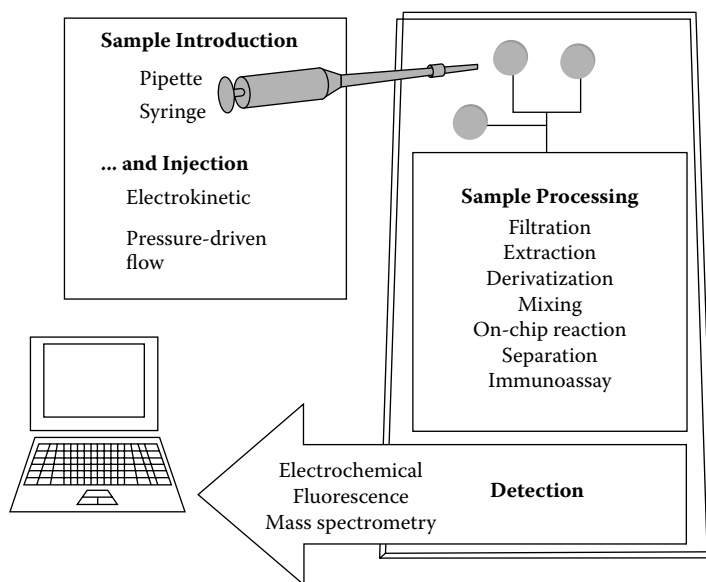 Sample Introduction
Pipette
Syringe
... and Injection
Electrokinetic
Pressure-driven
flow
Sample Processing
Filtration
Extraction
Derivatization
Mixing
On-chip reaction
Separation
Immunoassay
Electrochemical
Fluorescence
Mass spectrometry
Detection